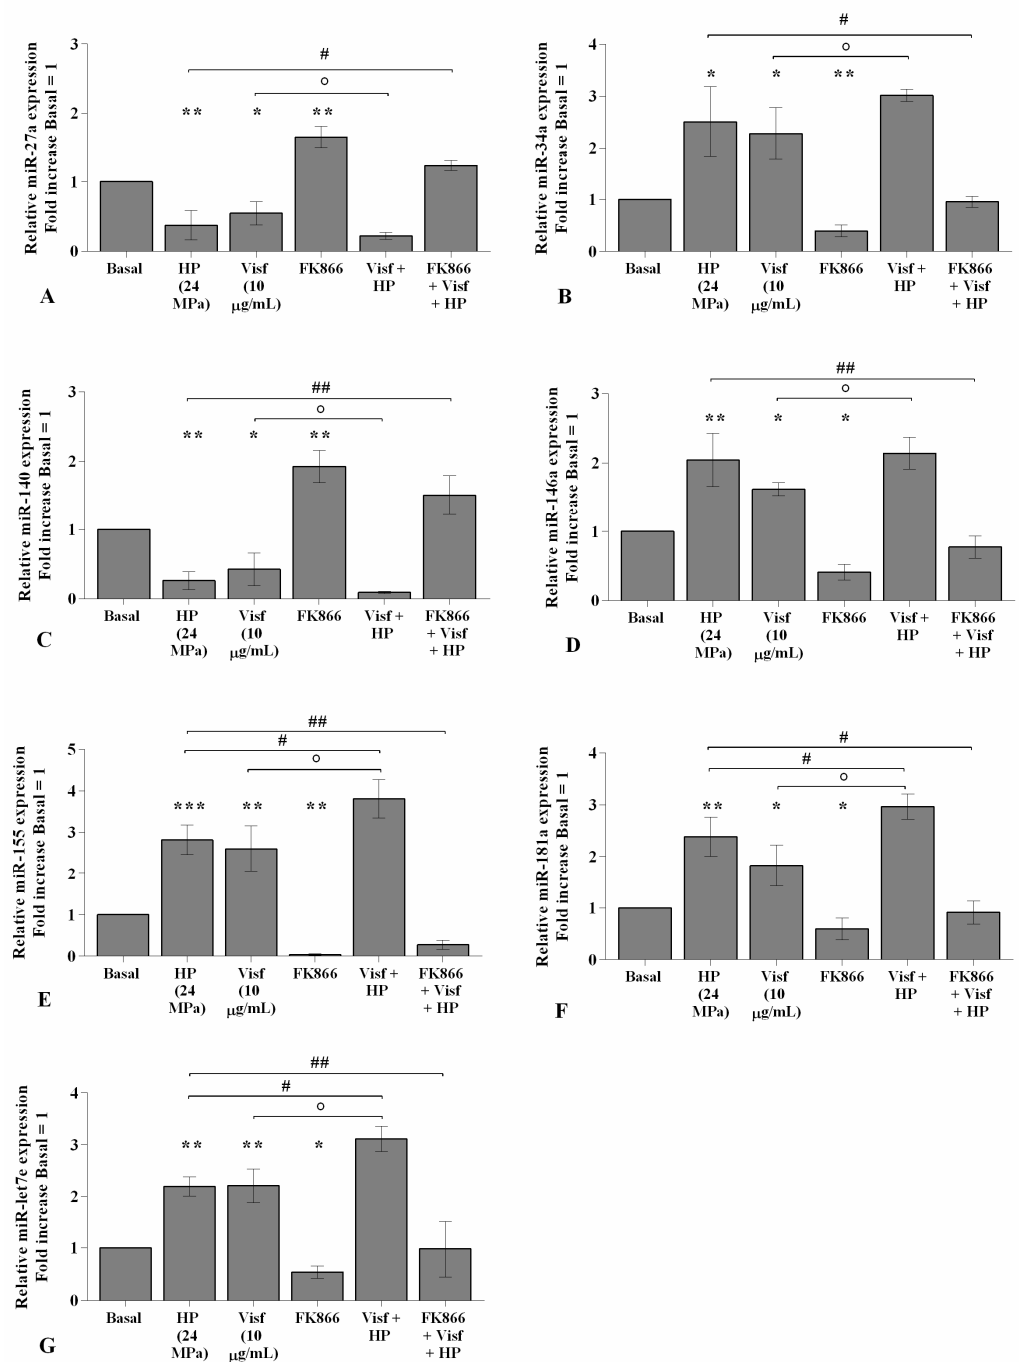 Relative miR-27a expression
Fold increase Basal = 1
3
2
1
0
#
○
** * **
Basal HP (24 MPa) Visf (10 µg/mL) FK866 Visf + HP FK866 + Visf + HP
A
Relative miR-34a expression
Fold increase Basal = 1
4
3
2
1
0
#
○
* * **
Basal HP (24 MPa) Visf (10 µg/mL) FK866 Visf + HP FK866 + Visf + HP
B
Relative miR-140 expression
Fold increase Basal = 1
3
2
1
0
##
○
** * **
Basal HP (24 MPa) Visf (10 µg/mL) FK866 Visf + HP FK866 + Visf + HP
C
Relative miR-146a expression
Fold increase Basal = 1
3
2
1
0
##
○
** * *
Basal HP (24 MPa) Visf (10 µg/mL) FK866 Visf + HP FK866 + Visf + HP
D
Relative miR-155 expression
Fold increase Basal = 1
5
4
3
2
1
0
##
#
○
*** ** **
Basal HP (24 MPa) Visf (10 µg/mL) FK866 Visf + HP FK866 + Visf + HP
E
Relative miR-181a expression
Fold increase Basal = 1
4
3
2
1
0
#
#
○
** * *
Basal HP (24 MPa) Visf (10 µg/mL) FK866 Visf + HP FK866 + Visf + HP
F
Relative miR-let7e expression
Fold increase Basal = 1
4
3
2
1
0
##
#
○
** ** *
Basal HP (24 MPa) Visf (10 µg/mL) FK866 Visf + HP FK866 + Visf + HP
G